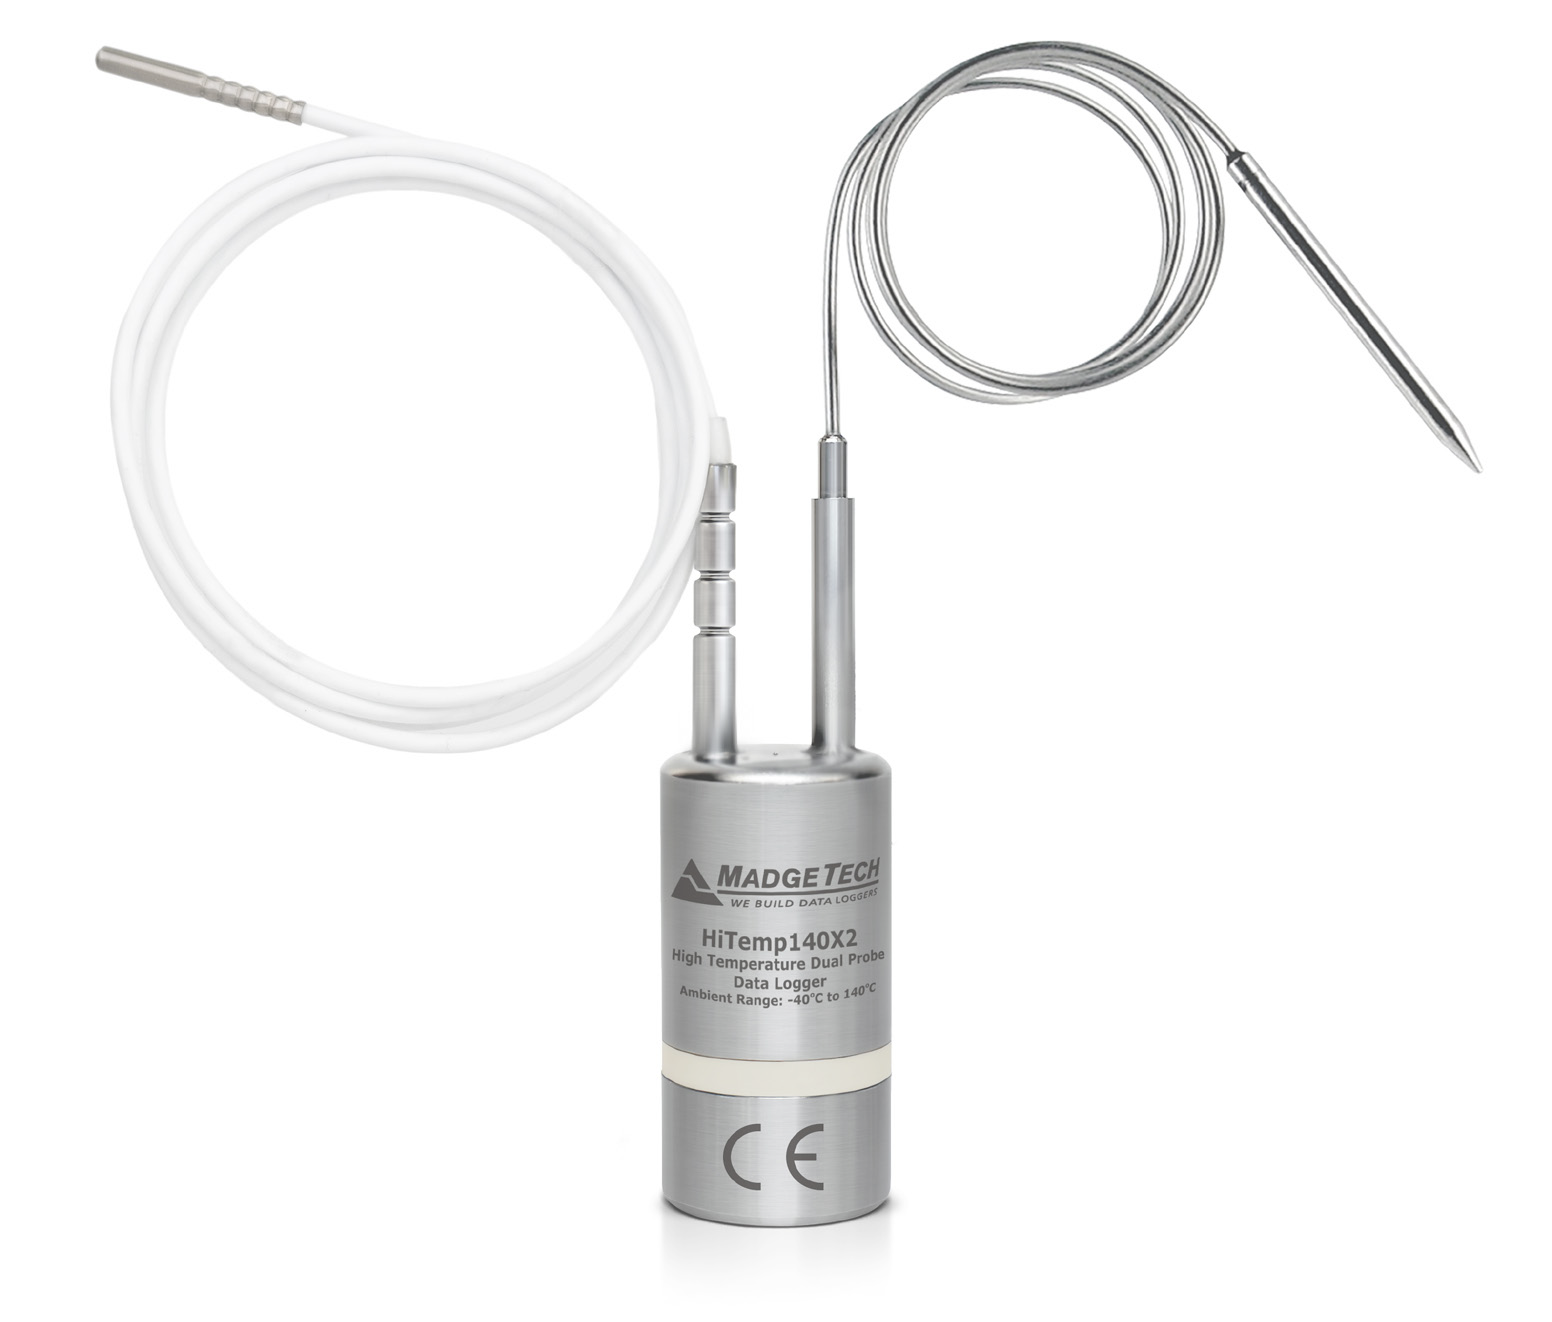 MADGETECH
WE BUILD DATA LOGGERS
HiTemp140X2
High Temperature Dual Probe
Data Logger
Ambient Range: -40°C to 140°C
CE